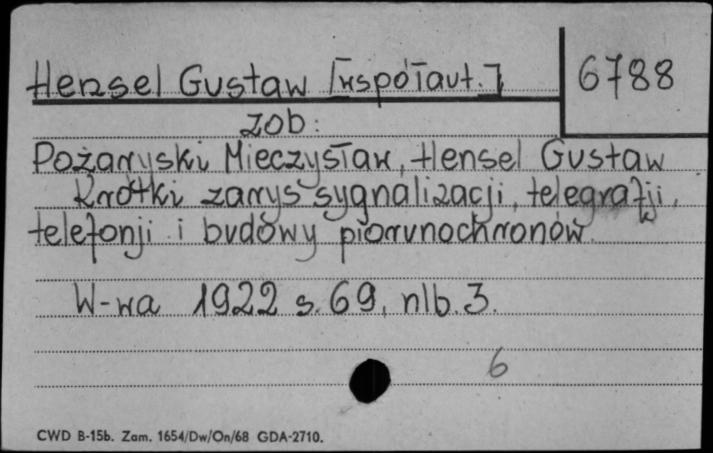 Hensel Gustaw [współaut.]
6788
zob:
Pożaryski Mieczysław, Hensel Gustaw
Krótki zarys sygnalizacji, telegrafji,
telefonji i budowy piorunochronów.
W-wa 1922 s. 69, nlb. 3.
6
CWD B-15b. Zam. 1654/Dw/On/68 GDA-2710.